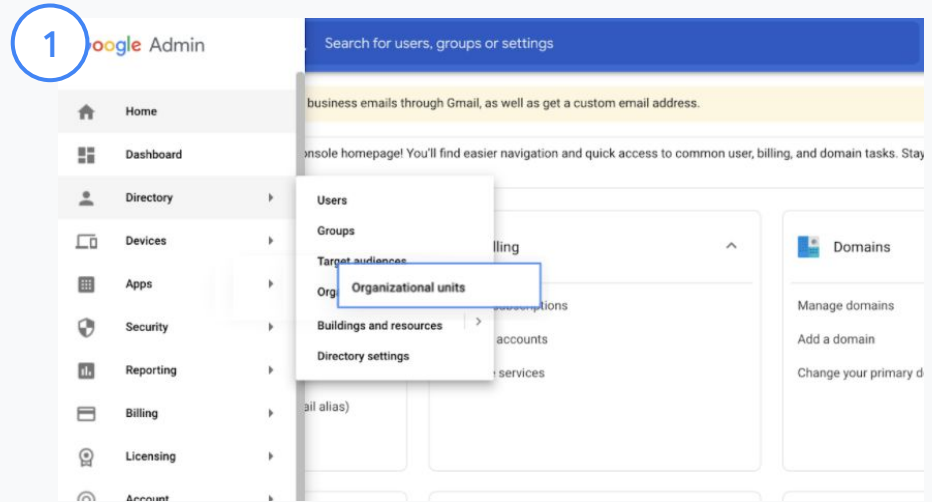 1
oogle Admin
Search for users, groups or settings
business emails through Gmail, as well as get a custom email address.
onsole homepage! You'll find easier navigation and quick access to common user, billing, and domain tasks. Stay
Home
Dashboard
Directory
Devices
Apps
Security
Reporting
Billing
Licensing
Account
Users
Groups
Target audiences
Orga
Organizational units
Buildings and resources
Directory settings
lling
accounts
services
ail alias)
Domains
Manage domains
Add a domain
Change your primary d